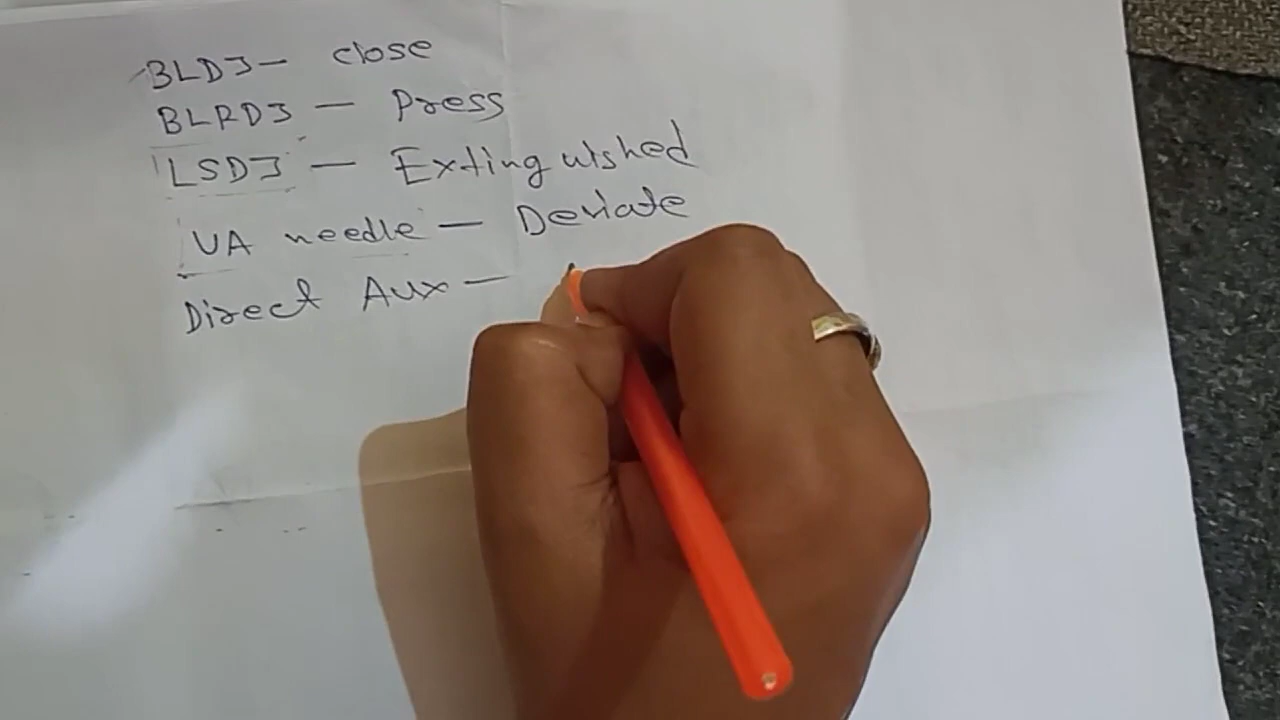 BLDJ- close
BLRDJ - Press
LSDJ - Extinguished
UA needle - Deviate
Direct Aux -